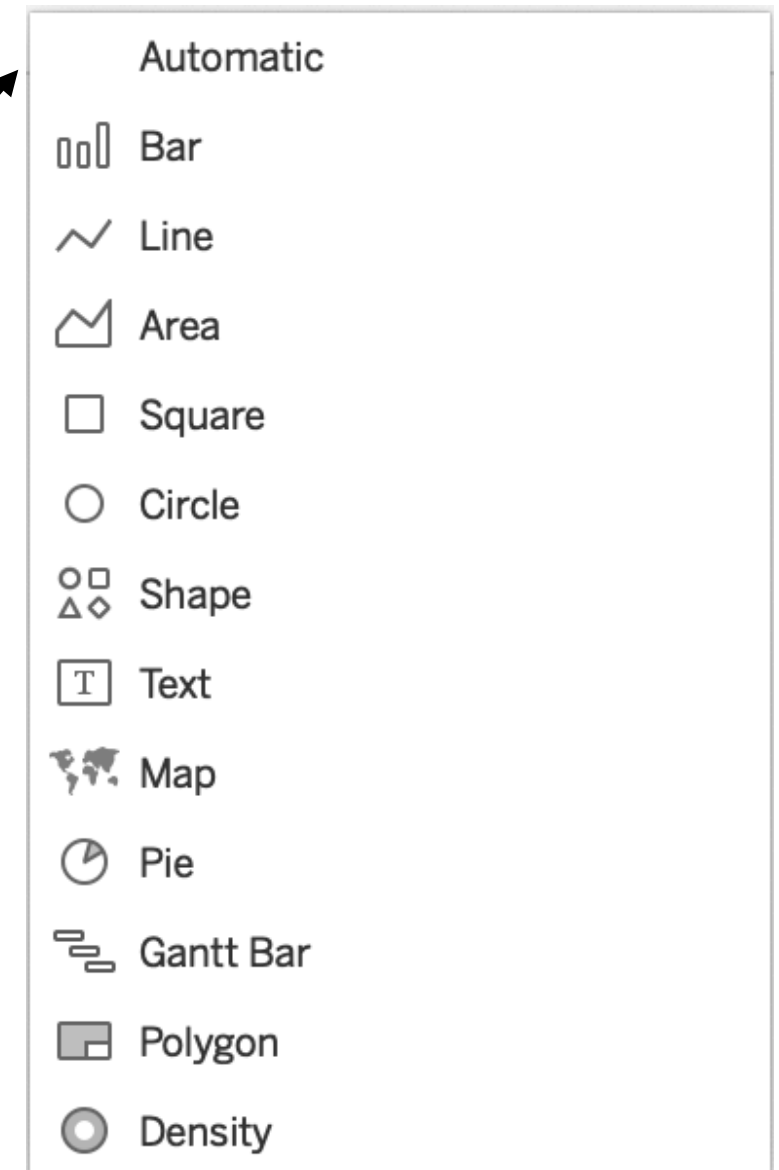 Automatic
Bar
Line
Area
Square
Circle
Shape
T Text
Map
Pie
Gantt Bar
Polygon
Density